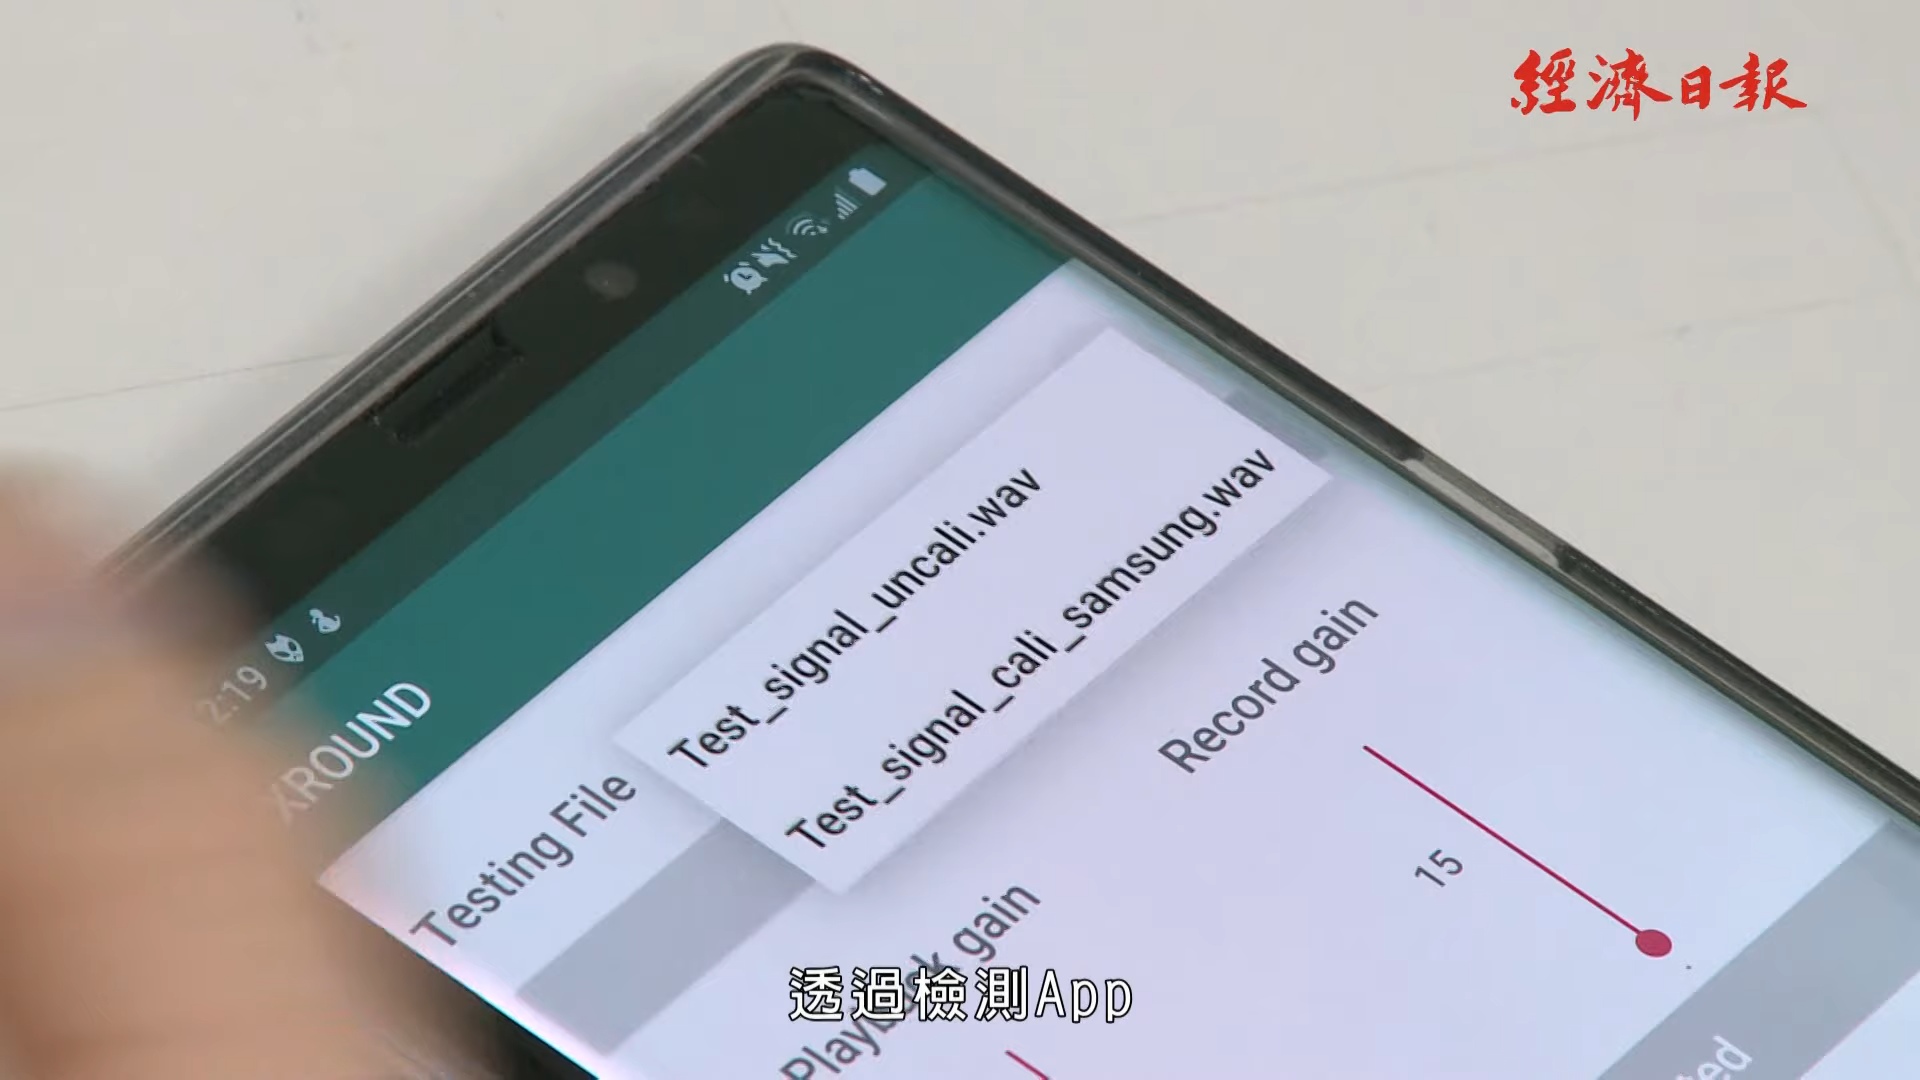 經濟日報
2:19
XROUND
Testing File
Test_signal_uncali.wav
Test_signal_cali_samsung.wav
Record gain
15
Playback gain
透過檢測App